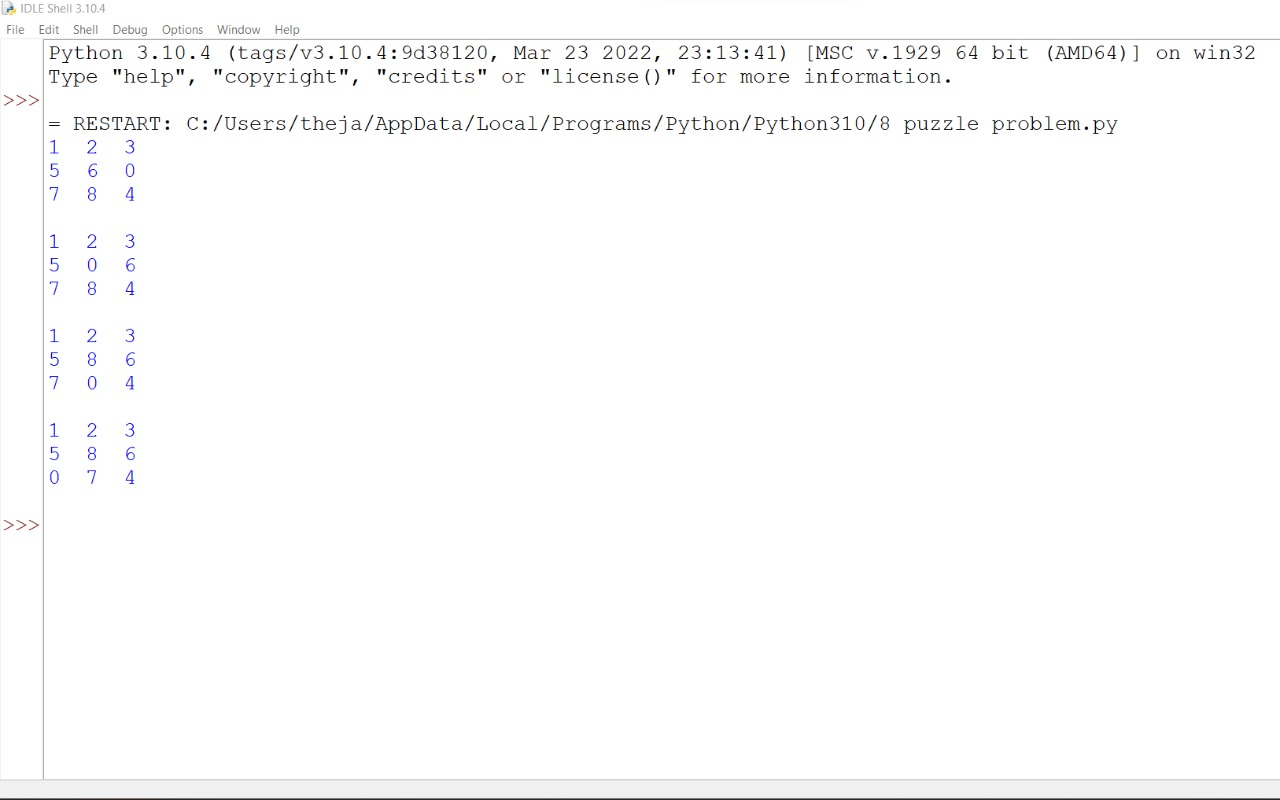 IDLE Shell 3.10.4
File Edit Shell Debug Options Window Help
Python 3.10.4 (tags/v3.10.4:9d38120, Mar 23 2022, 23:13:41) [MSC v.1929 64 bit (AMD64)] on win32
Type "help", "copyright", "credits" or "license()" for more information.
>>>
= RESTART: C:/Users/theja/AppData/Local/Programs/Python/Python310/8 puzzle problem.py
1 2 3
5 6 0
7 8 4
1 2 3
5 0 6
7 8 4
1 2 3
5 8 6
7 0 4
1 2 3
5 8 6
0 7 4
>>>